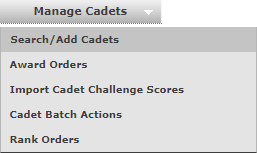 Manage Cadets
Search/Add Cadets
Award Orders
Import Cadet Challenge Scores
Cadet Batch Actions
Rank Orders